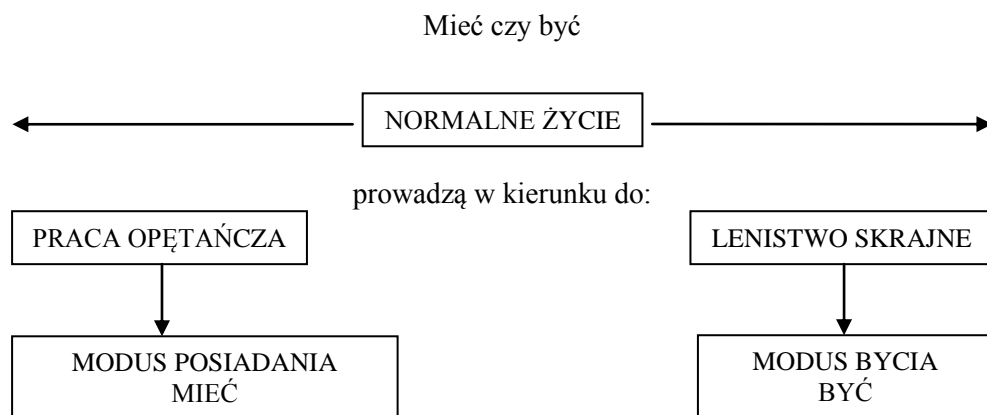 Mieć czy być
NORMALNE ŻYCIE
prowadzą w kierunku do:
PRACA OPĘTAŃCZA
LENISTWO SKRAJNE
MODUS POSIADANIA
MIEĆ
MODUS BYCIA
BYĆ